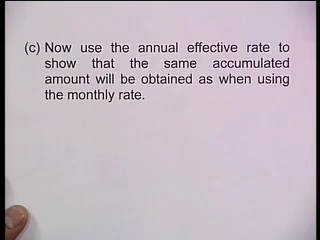 (c) Now use the annual effective rate to
show that the same accumulated
amount will be obtained as when using
the monthly rate.